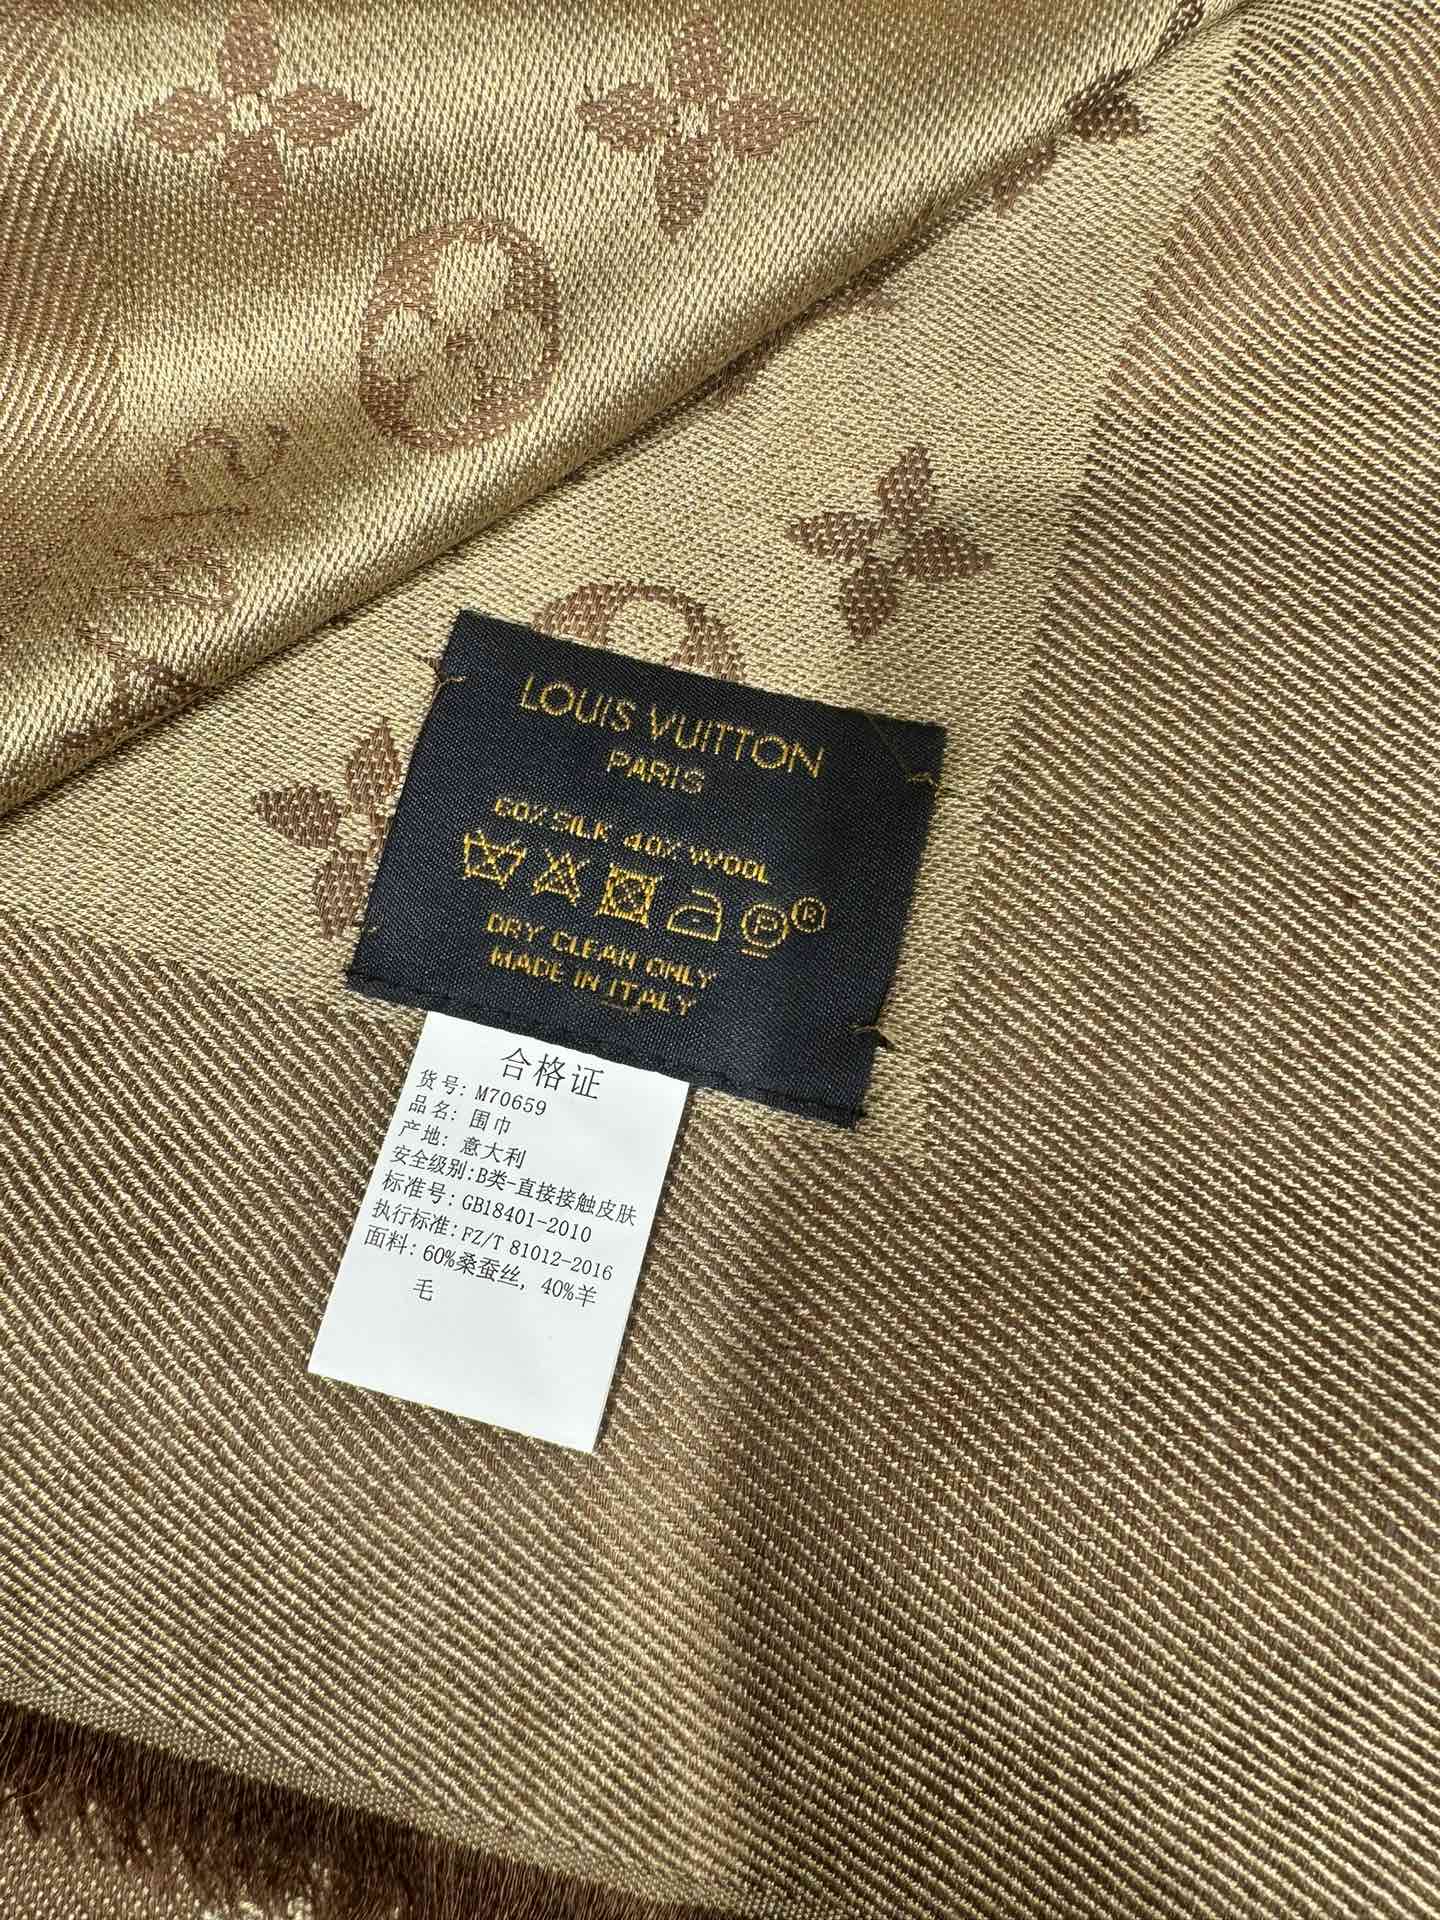 LOUIS VUITTON
PARIS
60% SILK 40% WOOL
P ®
DRY CLEAN ONLY
MADE IN ITALY
合格证
货号: M70659
品名: 围巾
产地: 意大利
安全级别:B类-直接接触皮肤
标准号: GB18401-2010
执行标准: FZ/T 81012-2016
面料: 60%桑蚕丝, 40%羊
毛